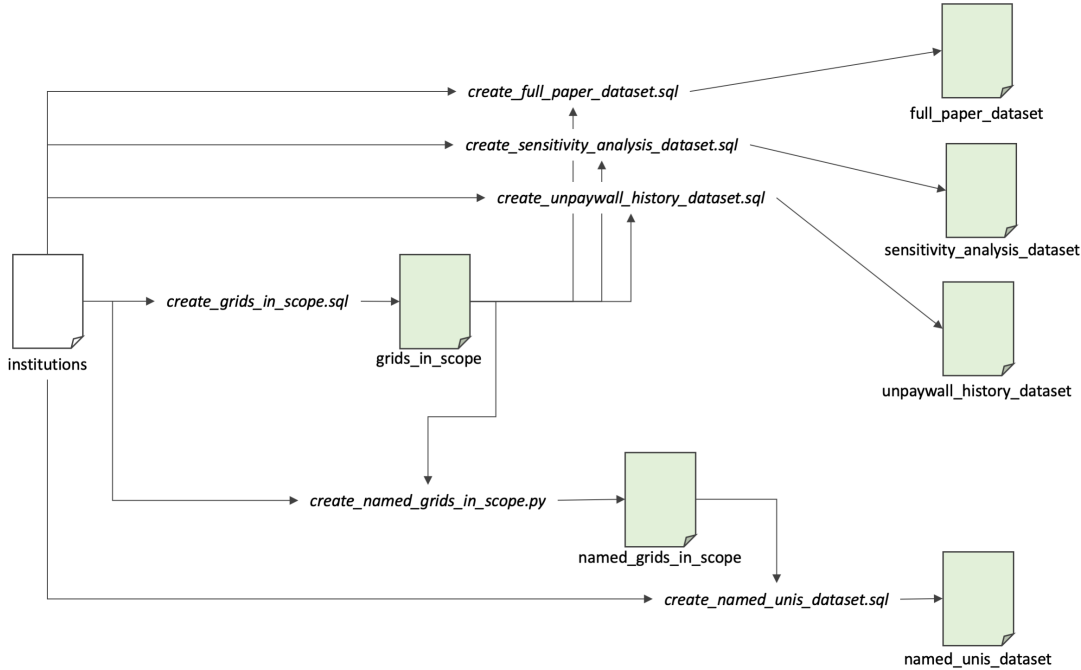 create_full_paper_dataset.sql
full_paper_dataset
create_sensitivity_analysis_dataset.sql
create_unpaywall_history_dataset.sql
sensitivity_analysis_dataset
create_grids_in_scope.sql
institutions
grids_in_scope
unpaywall_history_dataset
create_named_grids_in_scope.py
named_grids_in_scope
create_named_unis_dataset.sql
named_unis_dataset